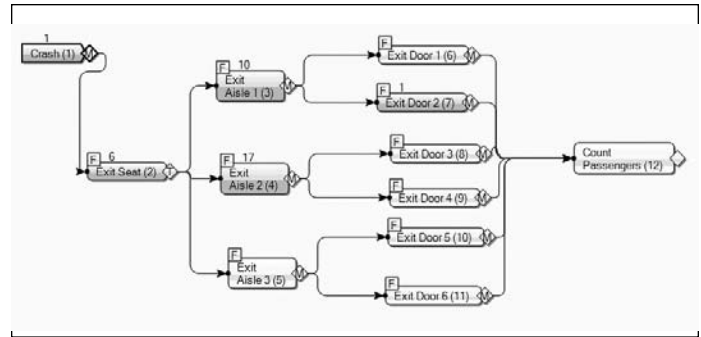 1
Crash (1)
M
F
6
Exit Seat (2)
T
F
10
Exit
Aisle 1 (3)
M
F
17
Exit
Aisle 2 (4)
M
F
Exit
Aisle 3 (5)
M
F
Exit Door 1 (6)
M
F
1
Exit Door 2 (7)
M
F
Exit Door 3 (8)
M
F
Exit Door 4 (9)
M
F
Exit Door 5 (10)
M
F
Exit Door 6 (11)
M
Count
Passengers (12)